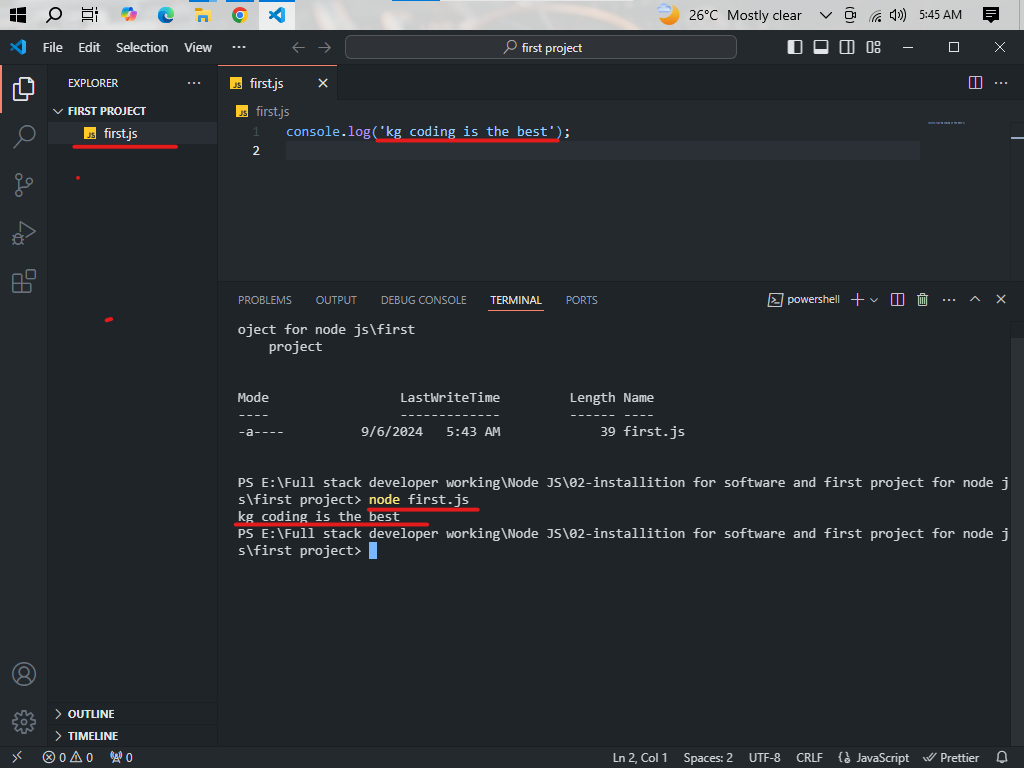 26°C Mostly clear 5:45 AM
File Edit Selection View ··· first project
EXPLORER ···
FIRST PROJECT
JS first.js
OUTLINE
TIMELINE
JS first.js
JS first.js
1 console.log('kg coding is the best');
2
PROBLEMS OUTPUT DEBUG CONSOLE TERMINAL PORTS powershell
oject for node js\first
project
Mode LastWriteTime Length Name
---- ------------- ------ ----
-a---- 9/6/2024 5:43 AM 39 first.js
PS E:\Full stack developer working\Node JS\02-installition for software and first project for node j
s\first project> node first.js
kg coding is the best
PS E:\Full stack developer working\Node JS\02-installition for software and first project for node j
s\first project>
0 0 0 Ln 2, Col 1 Spaces: 2 UTF-8 CRLF {} JavaScript Prettier